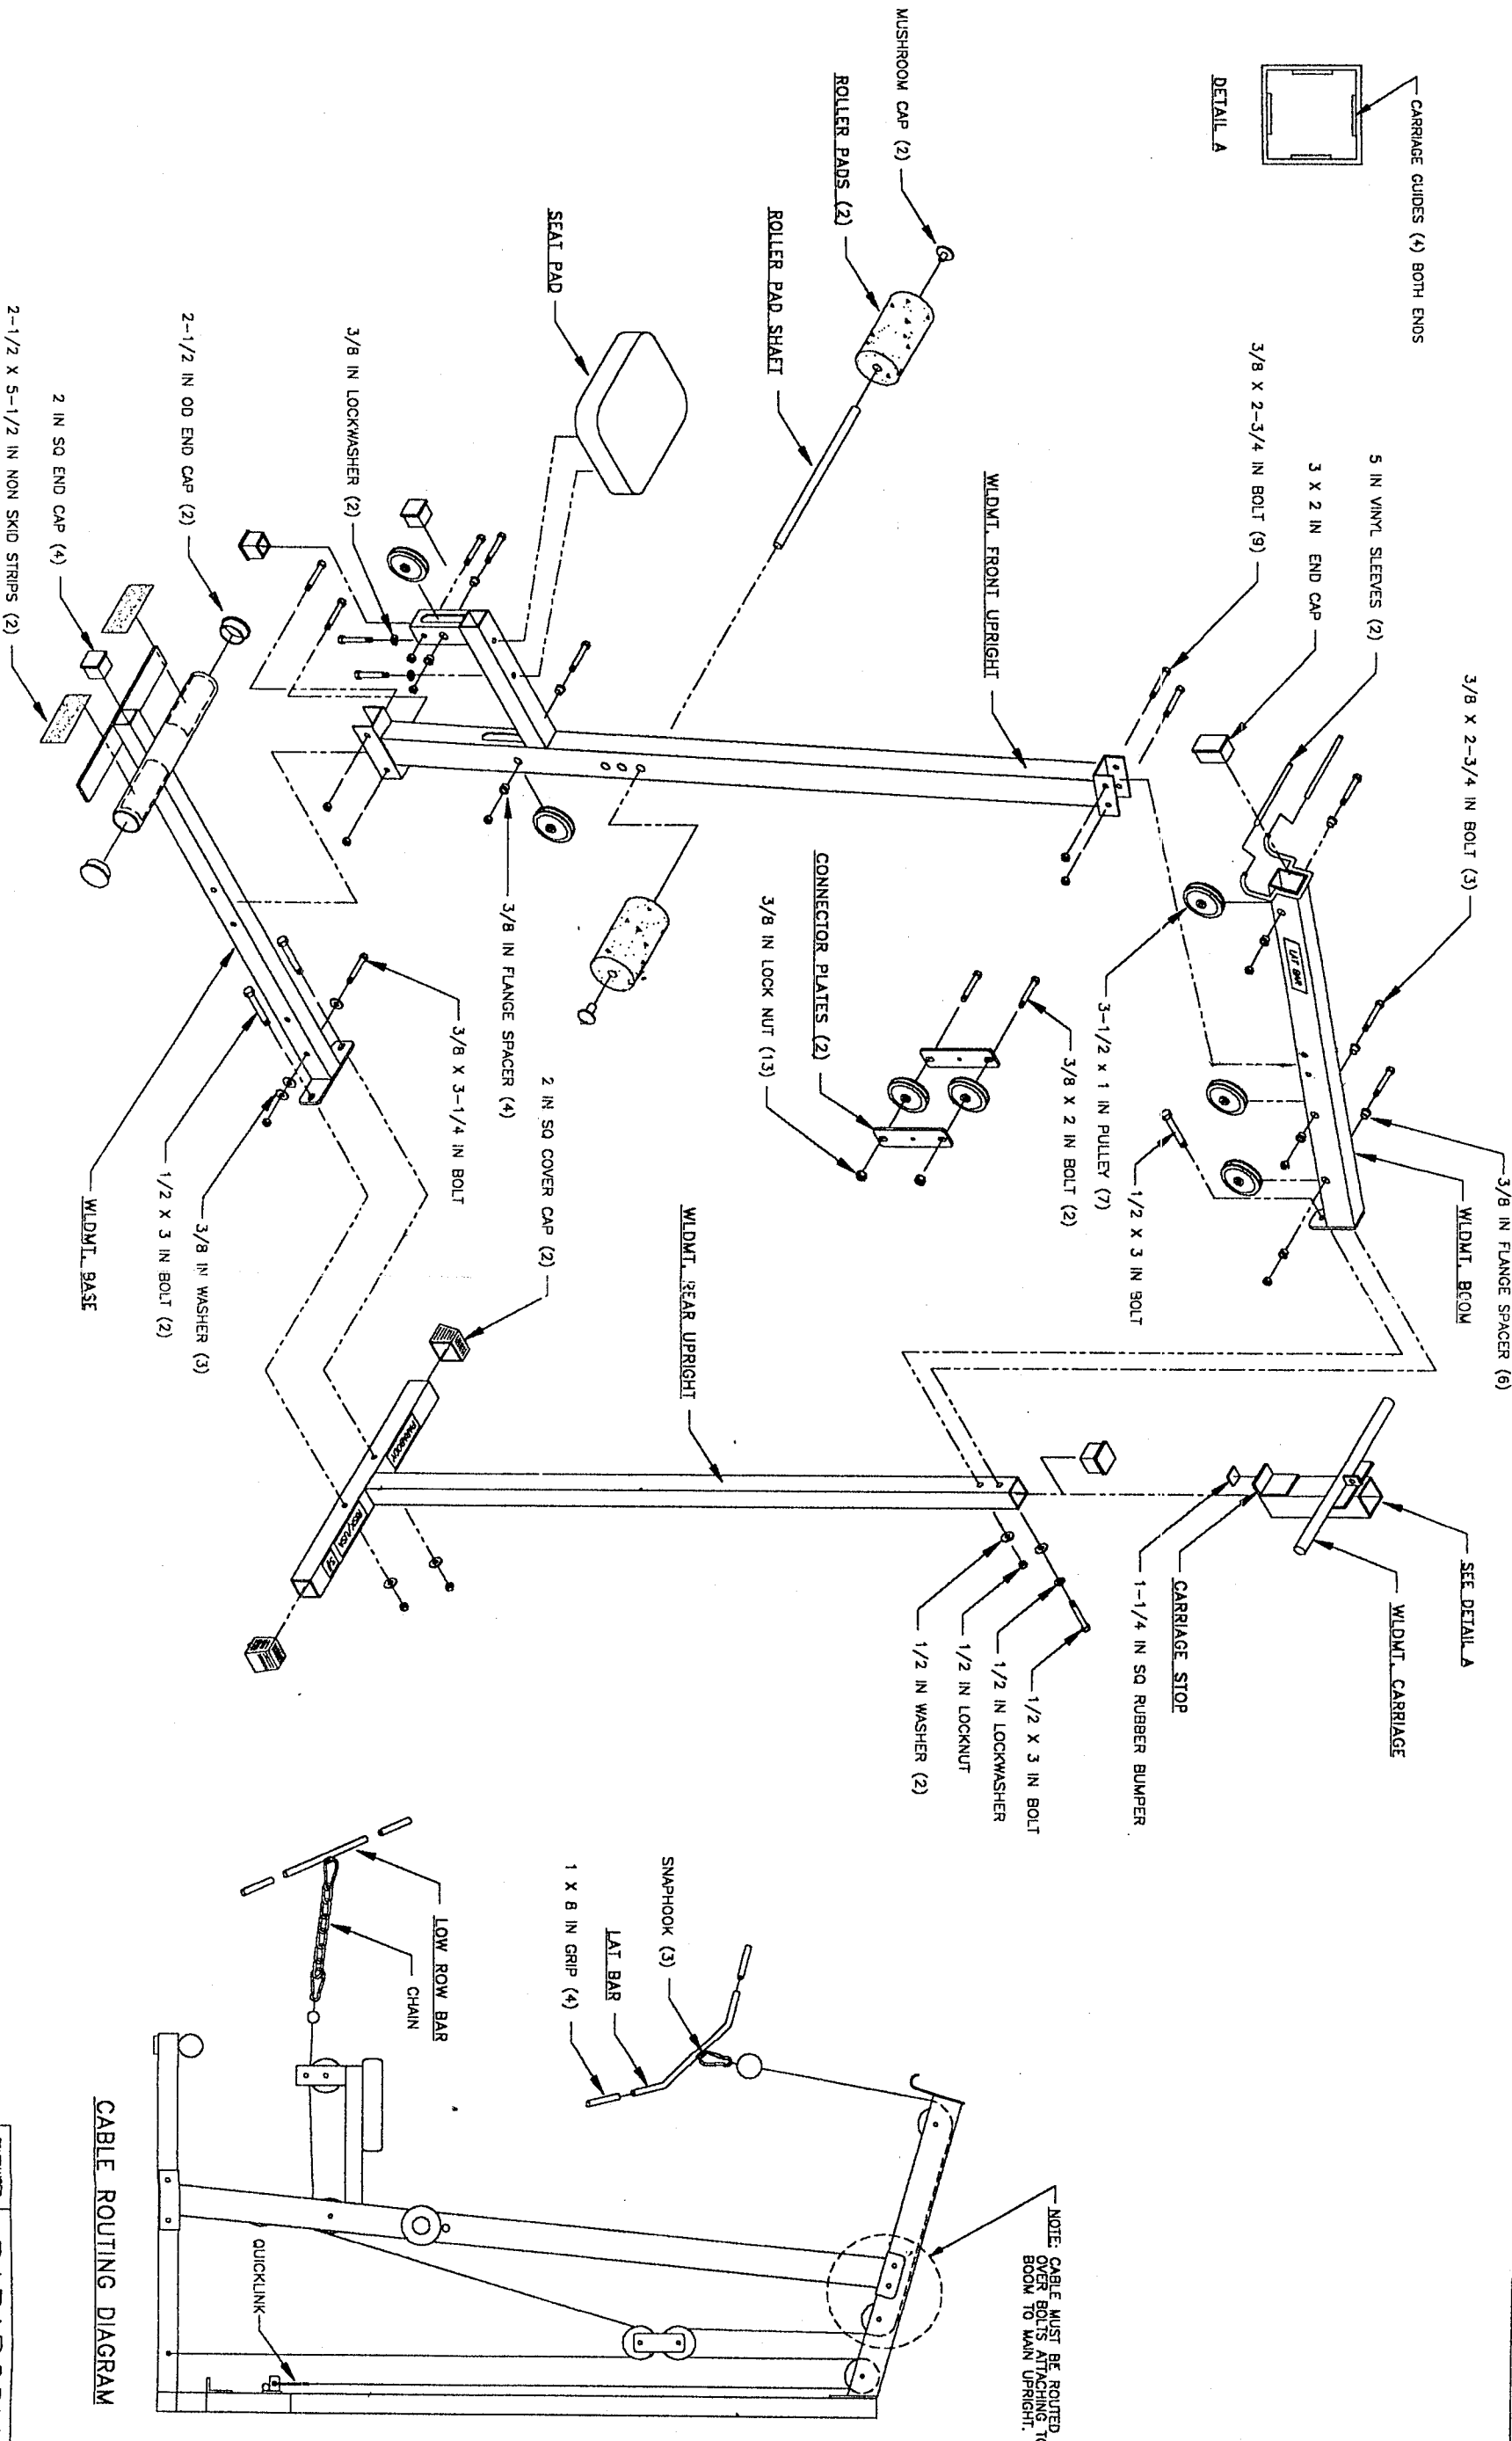 CARRIAGE GUIDES (4) BOTH ENDS
DETAIL A
MUSHROOM CAP (2)
ROLLER PADS (2)
ROLLER PAD SHAFT
SEAT PAD
3/8 IN LOCKWASHER (2)
2-1/2 IN OD END CAP (2)
2 IN SQ END CAP (4)
2-1/2 X 5-1/2 IN NON SKID STRIPS (2)
3/8 IN FLANGE SPACER (6)
WLDMT. BOOM
3/8 X 2-3/4 IN BOLT (3)
5 IN VINYL SLEEVES (2)
3 X 2 IN END CAP
3/8 X 2-3/4 IN BOLT (9)
WLDMT. FRONT UPRIGHT
LAT BAR
1/2 X 3 IN BOLT
3-1/2 x 1 IN PULLEY (7)
3/8 X 2 IN BOLT (2)
CONNECTOR PLATES (2)
3/8 IN LOCK NUT (13)
3/8 IN FLANGE SPACER (4)
3/8 X 3-1/4 IN BOLT
3/8 IN WASHER (3)
1/2 X 3 IN BOLT (2)
WLDMT. BASE
2 IN SQ COVER CAP (2)
WLDMT. REAR UPRIGHT
PARABODY
SEE DETAIL A
WLDMT. CARRIAGE
CARRIAGE STOP
1-1/4 IN SQ RUBBER BUMPER
1/2 X 3 IN BOLT
1/2 IN LOCKWASHER
1/2 IN LOCKNUT
1/2 IN WASHER (2)
SNAPHOOK (3)
LAT BAR
1 X 8 IN GRIP (4)
LOW ROW BAR
CHAIN
NOTE: CABLE MUST BE ROUTED
OVER BOLTS ATTACHING TO
BOOM TO MAIN UPRIGHT.
QUICKLINK
CABLE ROUTING DIAGRAM